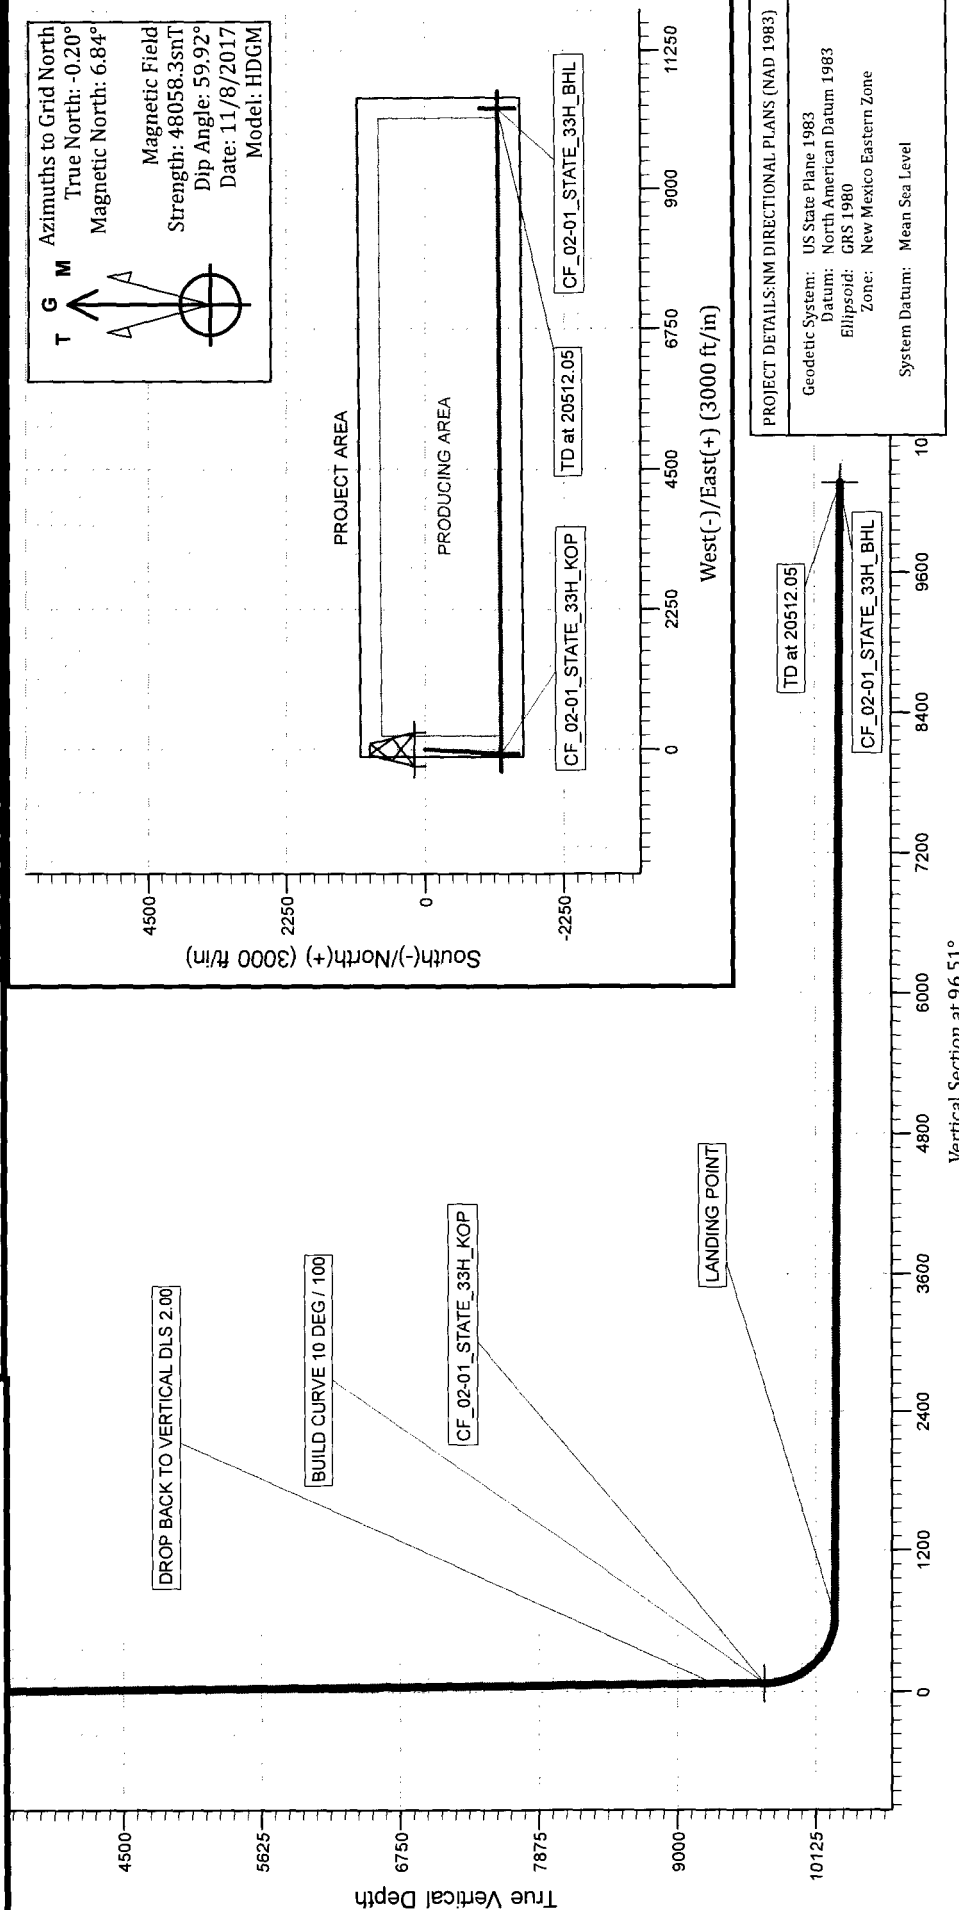 T G M
Azimuths to Grid North
True North: -0.20°
Magnetic North: 6.84°
Magnetic Field
Strength: 48058.3snT
Dip Angle: 59.92°
Date: 11/8/2017
Model: HDGM
South(-)/North(+) (3000 ft/in)
4500
2250
0
-2250
PROJECT AREA
PRODUCING AREA
CF_02-01_STATE_33H_KOP
TD at 20512.05
CF_02-01_STATE_33H_BHL
0
2250
4500
6750
9000
11250
West(-)/East(+) (3000 ft/in)
True Vertical Depth
4500
5625
6750
7875
9000
10125
DROP BACK TO VERTICAL DLS 2.00
BUILD CURVE 10 DEG / 100
CF_02-01_STATE_33H_KOP
LANDING POINT
TD at 20512.05
CF_02-01_STATE_33H_BHL
0
1200
2400
3600
4800
6000
7200
8400
9600
10
Vertical Section at 96.51°
PROJECT DETAILS:NM DIRECTIONAL PLANS (NAD 1983)
Geodetic System: US State Plane 1983
Datum: North American Datum 1983
Ellipsoid: GRS 1980
Zone: New Mexico Eastern Zone
System Datum: Mean Sea Level